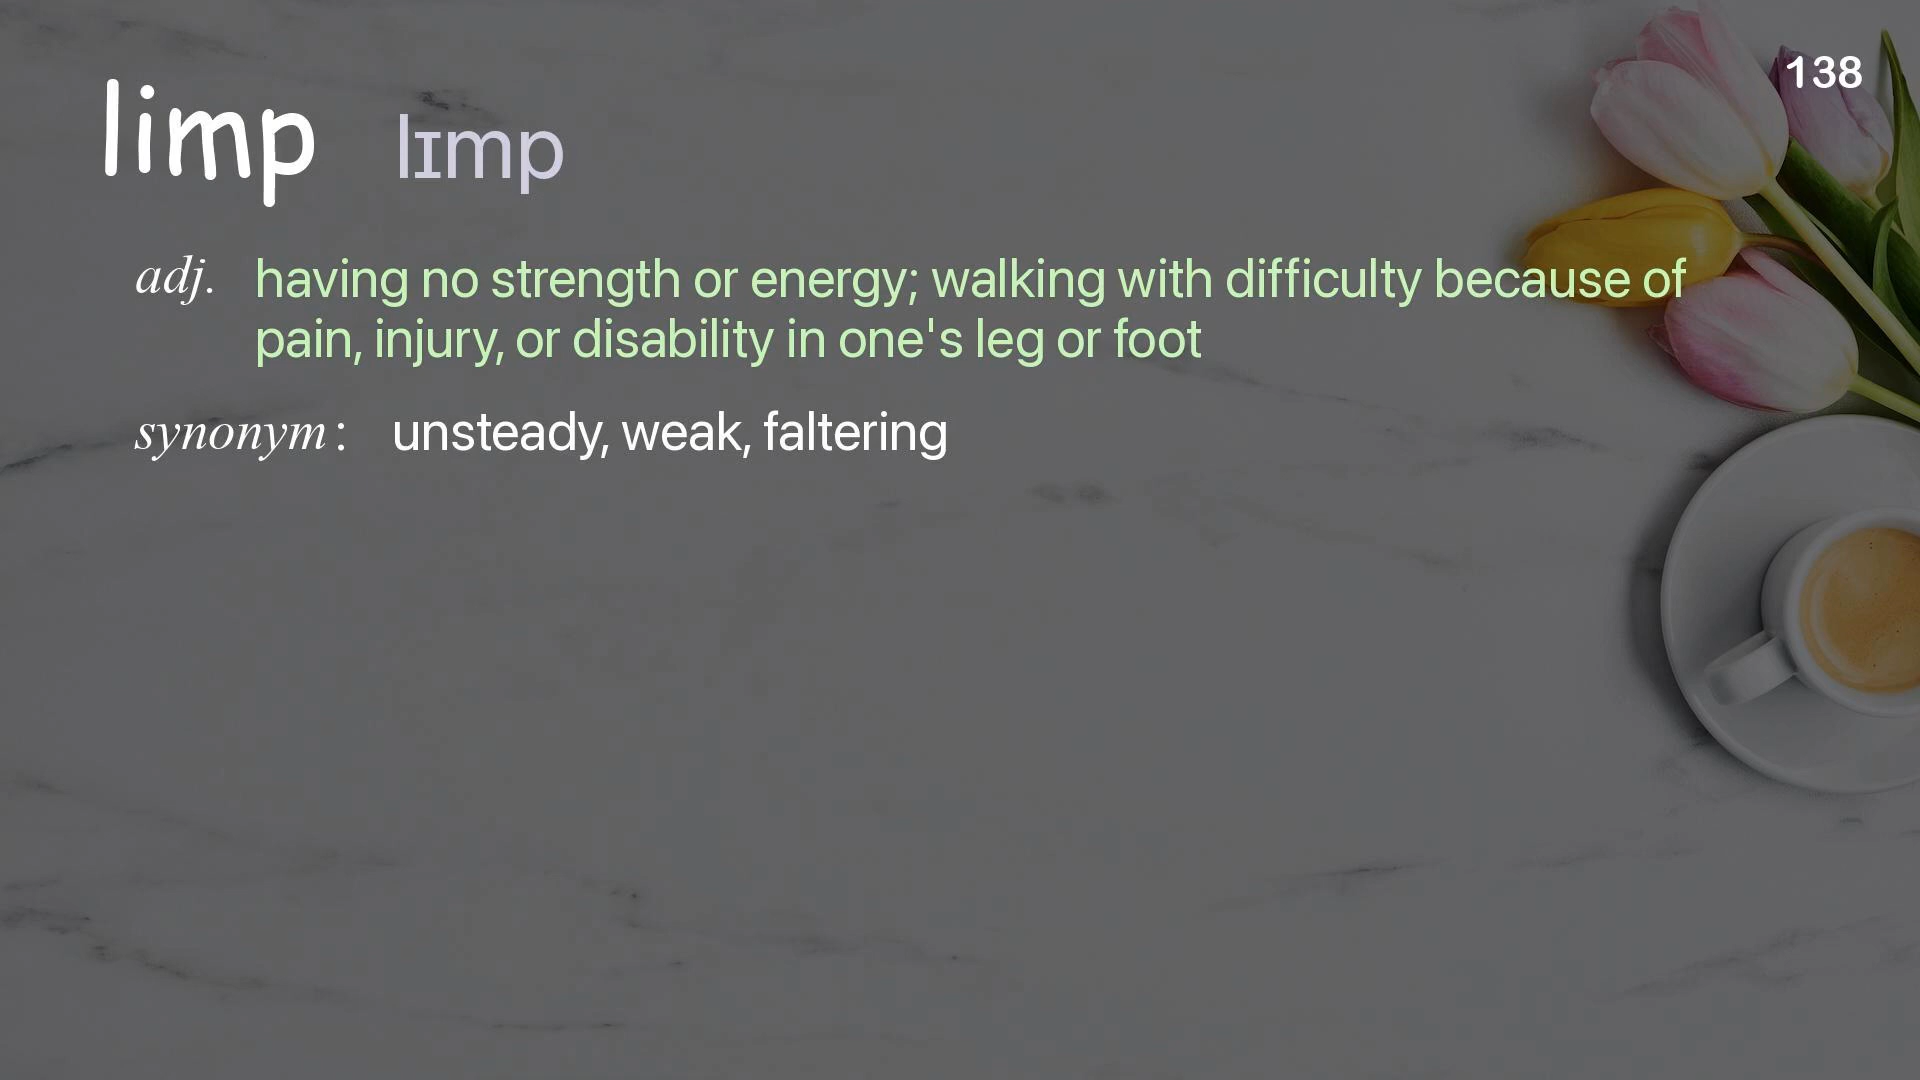 138
limp lɪmp
adj. having no strength or energy; walking with difficulty because of
pain, injury, or disability in one's leg or foot
synonym: unsteady, weak, faltering